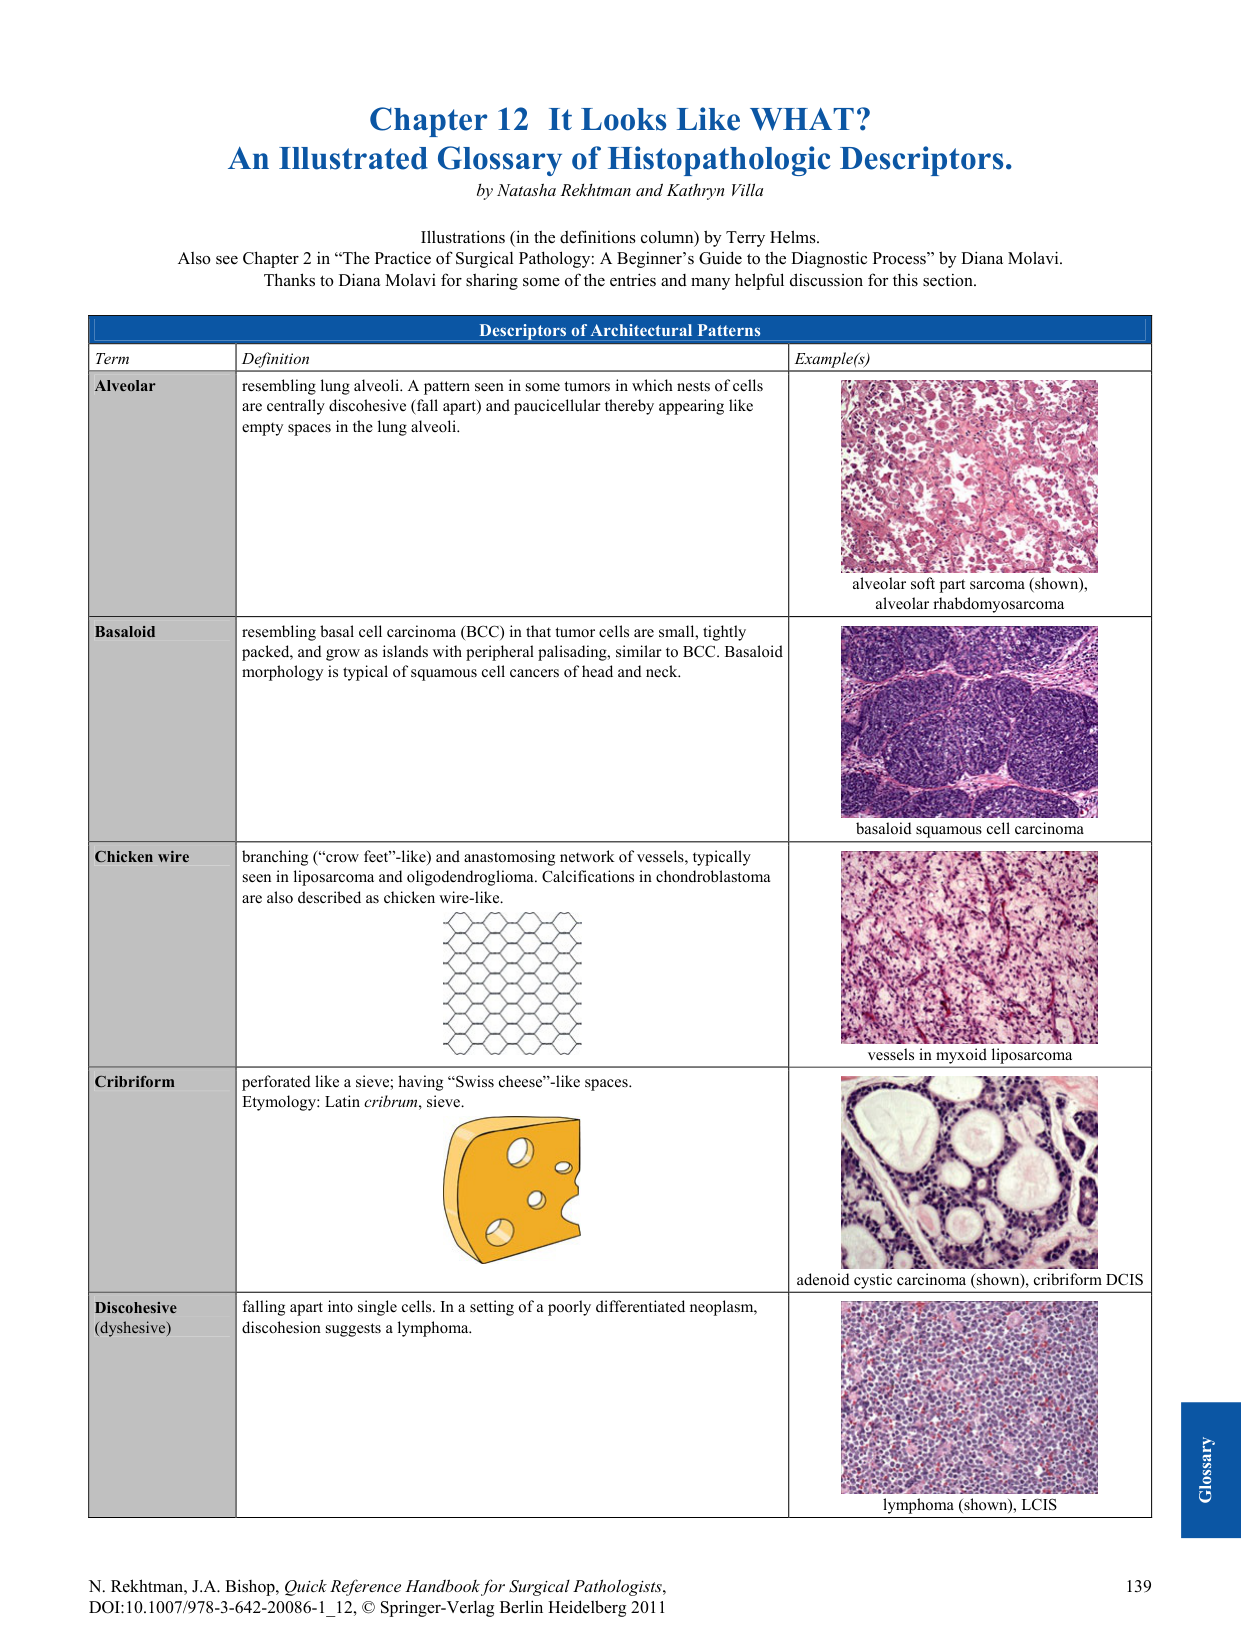 Chapter 12 It Looks Like WHAT?
An Illustrated Glossary of Histopathologic Descriptors.
by Natasha Rekhtman and Kathryn Villa
Illustrations (in the definitions column) by Terry Helms.
Also see Chapter 2 in “The Practice of Surgical Pathology: A Beginner’s Guide to the Diagnostic Process” by Diana Molavi.
Thanks to Diana Molavi for sharing some of the entries and many helpful discussion for this section.
Descriptors of Architectural Patterns
Term
Definition
Example(s)
Alveolar
resembling lung alveoli. A pattern seen in some tumors in which nests of cells
are centrally discohesive (fall apart) and paucicellular thereby appearing like
empty spaces in the lung alveoli.
alveolar soft part sarcoma (shown),
alveolar rhabdomyosarcoma
Basaloid
resembling basal cell carcinoma (BCC) in that tumor cells are small, tightly
packed, and grow as islands with peripheral palisading, similar to BCC. Basaloid
morphology is typical of squamous cell cancers of head and neck.
basaloid squamous cell carcinoma
Chicken wire
branching (“crow feet”-like) and anastomosing network of vessels, typically
seen in liposarcoma and oligodendroglioma. Calcifications in chondroblastoma
are also described as chicken wire-like.
vessels in myxoid liposarcoma
Cribriform
perforated like a sieve; having “Swiss cheese”-like spaces.
Etymology: Latin cribrum, sieve.
adenoid cystic carcinoma (shown), cribriform DCIS
Discohesive
(dyshesive)
falling apart into single cells. In a setting of a poorly differentiated neoplasm,
discohesion suggests a lymphoma.
lymphoma (shown), LCIS
Glossary
N. Rekhtman, J.A. Bishop, Quick Reference Handbook for Surgical Pathologists,
DOI:10.1007/978-3-642-20086-1_12, © Springer-Verlag Berlin Heidelberg 2011
139